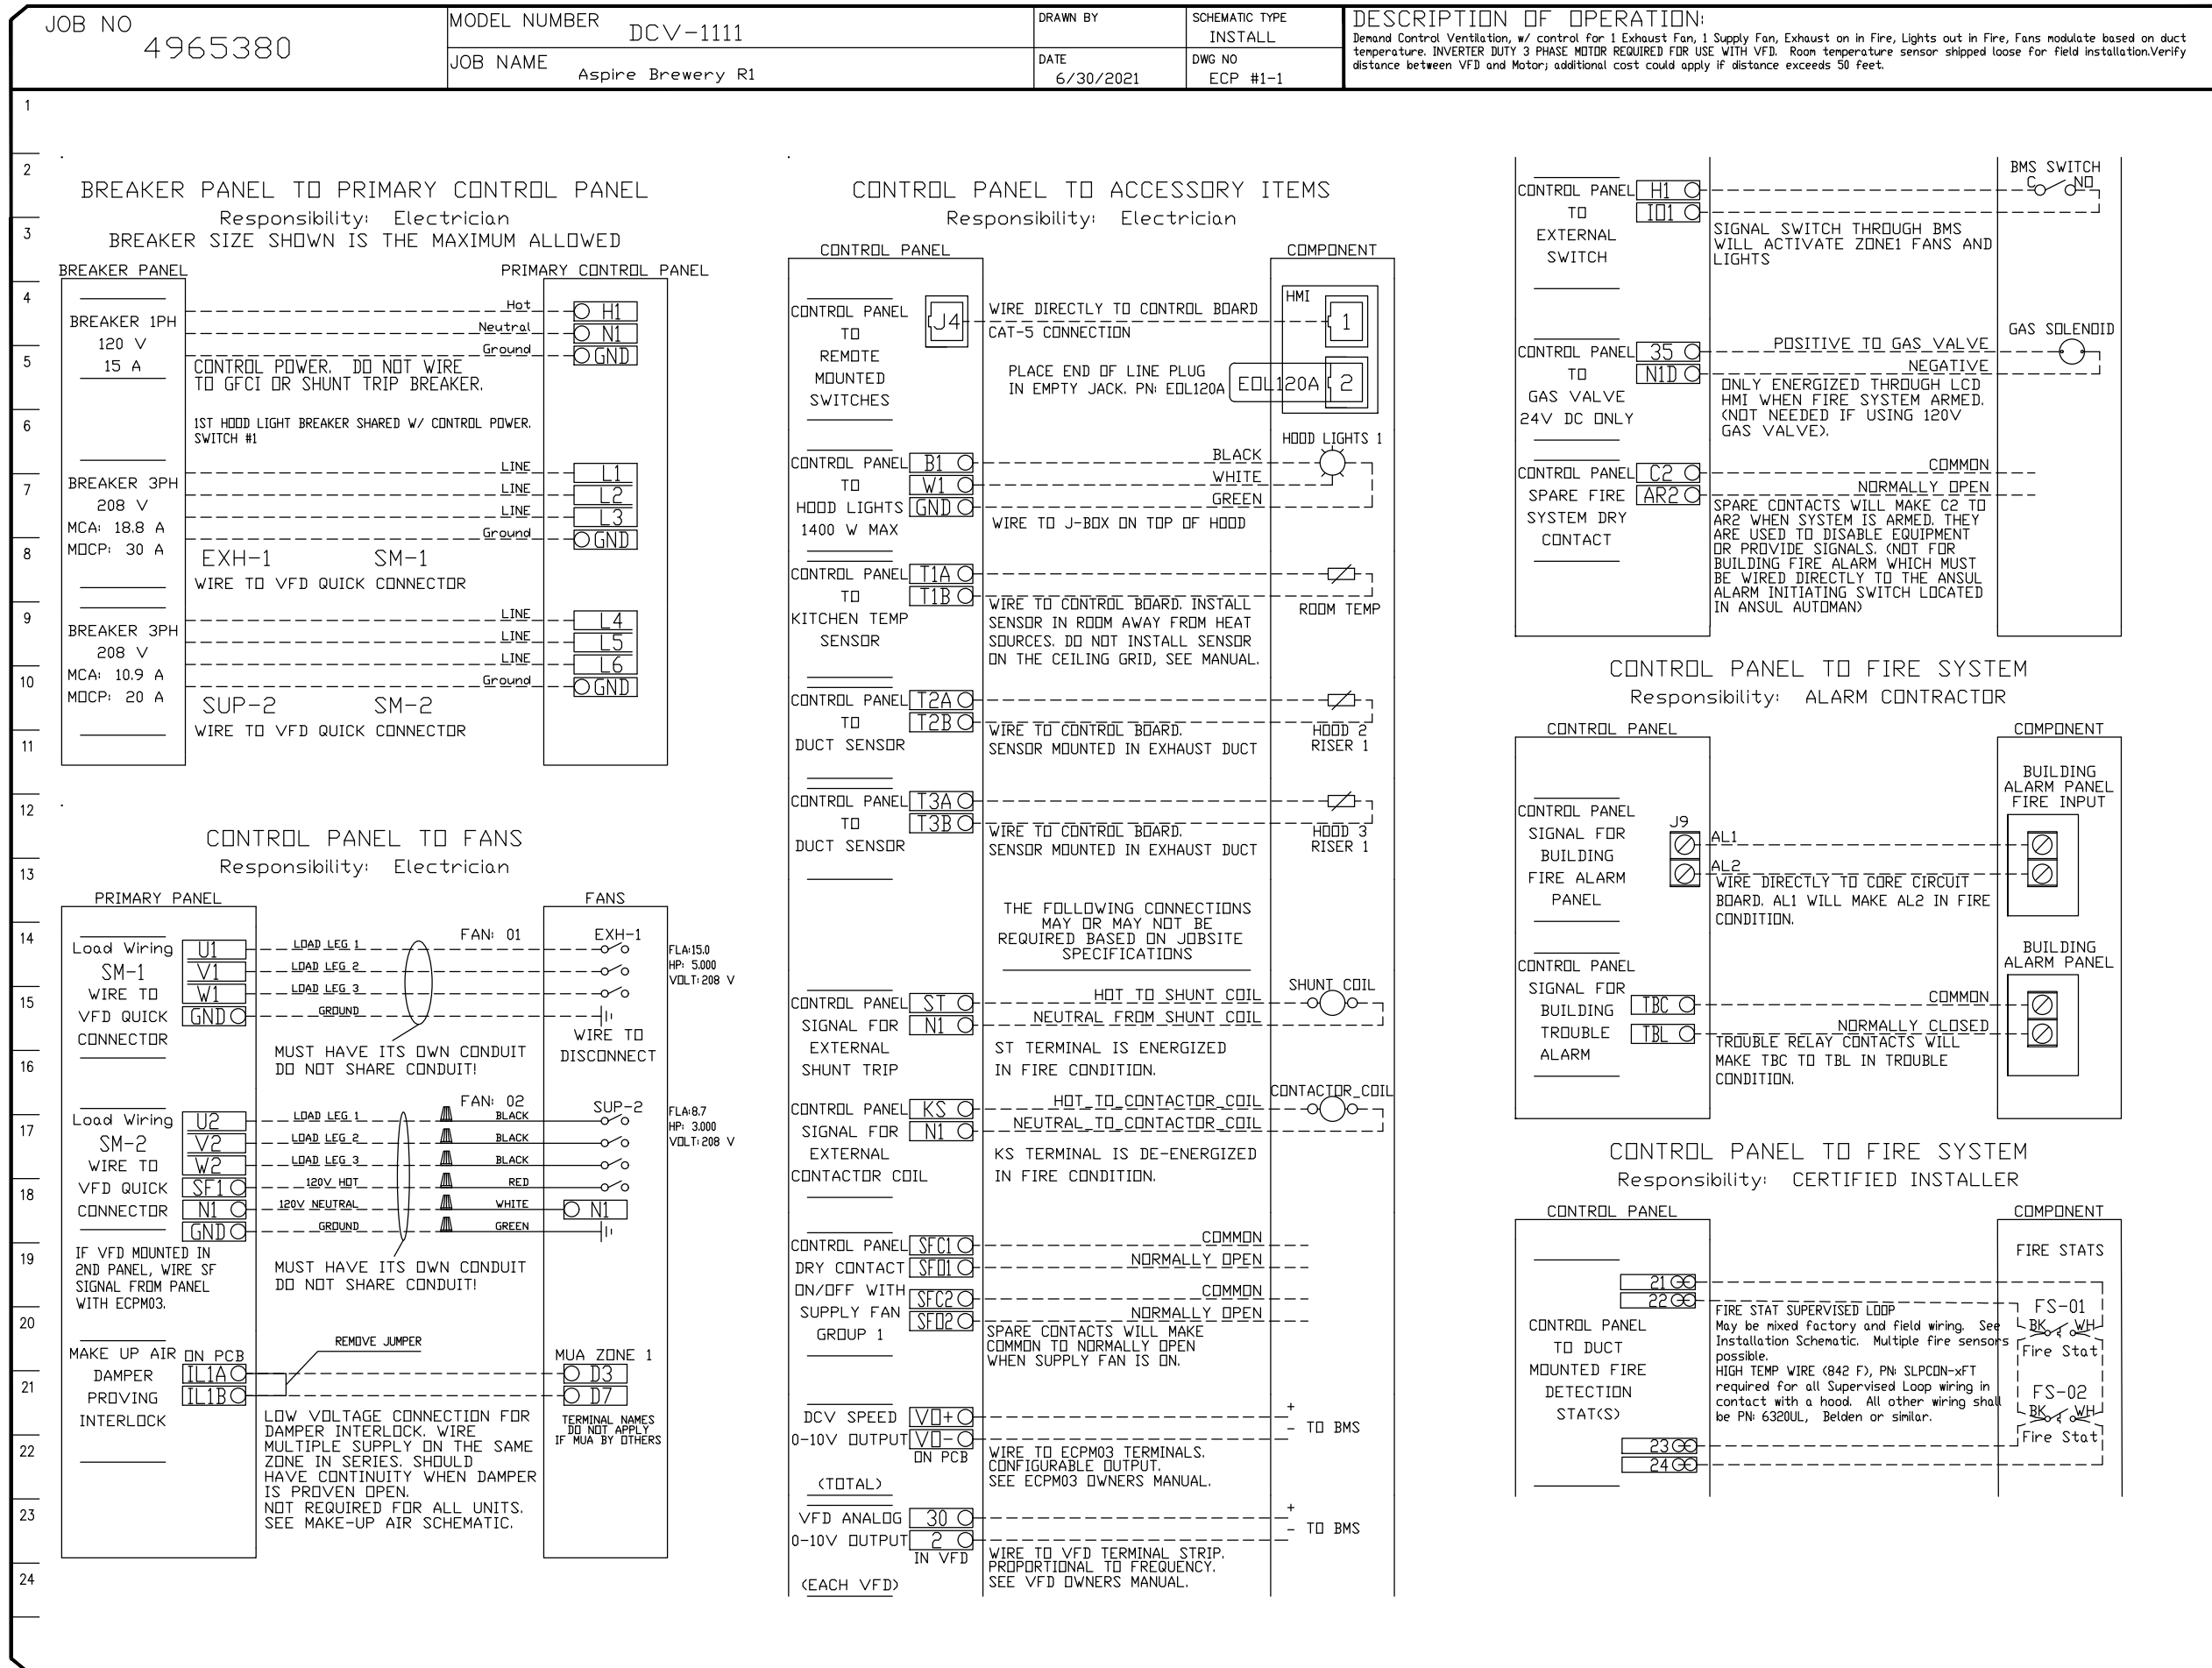 JOB NO
4965380
MODEL NUMBER
DCV-1111
JOB NAME
Aspire Brewery R1
DRAWN BY
DATE
6/30/2021
SCHEMATIC TYPE
INSTALL
DWG NO
ECP #1-1
DESCRIPTION OF OPERATION:
Demand Control Ventilation, w/ control for 1 Exhaust Fan, 1 Supply Fan, Exhaust on in Fire, Lights out in Fire, Fans modulate based on duct
temperature. INVERTER DUTY 3 PHASE MOTOR REQUIRED FOR USE WITH VFD. Room temperature sensor shipped loose for field installation.Verify
distance between VFD and Motor; additional cost could apply if distance exceeds 50 feet.
1
2
3
4
5
6
7
8
9
10
11
12
13
14
15
16
17
18
19
20
21
22
23
24
BREAKER PANEL TO PRIMARY CONTROL PANEL
Responsibility: Electrician
BREAKER SIZE SHOWN IS THE MAXIMUM ALLOWED
BREAKER PANEL
PRIMARY CONTROL PANEL
BREAKER 1PH
120 V
15 A
Hot
H1
Neutral
N1
Ground
GND
CONTROL POWER. DO NOT WIRE
TO GFCI OR SHUNT TRIP BREAKER.
1ST HOOD LIGHT BREAKER SHARED W/ CONTROL POWER.
SWITCH #1
BREAKER 3PH
208 V
MCA: 18.8 A
MOCP: 30 A
LINE
L1
LINE
L2
LINE
L3
Ground
GND
EXH-1
SM-1
WIRE TO VFD QUICK CONNECTOR
BREAKER 3PH
208 V
MCA: 10.9 A
MOCP: 20 A
LINE
L4
LINE
L5
LINE
L6
Ground
GND
SUP-2
SM-2
WIRE TO VFD QUICK CONNECTOR
CONTROL PANEL TO FANS
Responsibility: Electrician
PRIMARY PANEL
FANS
Load Wiring
SM-1
WIRE TO
VFD QUICK
CONNECTOR
U1
V1
W1
GND
LOAD LEG 1
LOAD LEG 2
LOAD LEG 3
GROUND
FAN: 01
EXH-1
FLA:15.0
HP: 5.000
VOLT: 208 V
WIRE TO
DISCONNECT
MUST HAVE ITS OWN CONDUIT
DO NOT SHARE CONDUIT!
Load Wiring
SM-2
WIRE TO
VFD QUICK
CONNECTOR
U2
V2
W2
SF1
N1
GND
LOAD LEG 1
LOAD LEG 2
LOAD LEG 3
120V HOT
120V NEUTRAL
GROUND
FAN: 02
BLACK
BLACK
BLACK
RED
WHITE
GREEN
SUP-2
N1
FLA:8.7
HP: 3.000
VOLT: 208 V
IF VFD MOUNTED IN
2ND PANEL, WIRE SF
SIGNAL FROM PANEL
WITH ECPM03.
MUST HAVE ITS OWN CONDUIT
DO NOT SHARE CONDUIT!
REMOVE JUMPER
MAKE UP AIR
DAMPER
PROVING
INTERLOCK
ON PCB
IL1A
IL1B
MUA ZONE 1
D3
D7
TERMINAL NAMES
DO NOT APPLY
IF MUA BY OTHERS
LOW VOLTAGE CONNECTION FOR
DAMPER INTERLOCK. WIRE
MULTIPLE SUPPLY ON THE SAME
ZONE IN SERIES. SHOULD
HAVE CONTINUITY WHEN DAMPER
IS PROVEN OPEN.
NOT REQUIRED FOR ALL UNITS.
SEE MAKE-UP AIR SCHEMATIC.
CONTROL PANEL TO ACCESSORY ITEMS
Responsibility: Electrician
CONTROL PANEL
COMPONENT
CONTROL PANEL
TO
REMOTE
MOUNTED
SWITCHES
J4
WIRE DIRECTLY TO CONTROL BOARD
CAT-5 CONNECTION
HMI
1
PLACE END OF LINE PLUG
IN EMPTY JACK. PN: EOL120A
EOL120A
2
CONTROL PANEL
TO
HOOD LIGHTS
1400 W MAX
B1
W1
GND
BLACK
WHITE
GREEN
HOOD LIGHTS 1
WIRE TO J-BOX ON TOP OF HOOD
CONTROL PANEL
TO
KITCHEN TEMP
SENSOR
T1A
T1B
WIRE TO CONTROL BOARD. INSTALL
SENSOR IN ROOM AWAY FROM HEAT
SOURCES. DO NOT INSTALL SENSOR
ON THE CEILING GRID, SEE MANUAL.
ROOM TEMP
CONTROL PANEL
TO
DUCT SENSOR
T2A
T2B
WIRE TO CONTROL BOARD.
SENSOR MOUNTED IN EXHAUST DUCT
HOOD 2
RISER 1
CONTROL PANEL
TO
DUCT SENSOR
T3A
T3B
WIRE TO CONTROL BOARD.
SENSOR MOUNTED IN EXHAUST DUCT
HOOD 3
RISER 1
THE FOLLOWING CONNECTIONS
MAY OR MAY NOT BE
REQUIRED BASED ON JOBSITE
SPECIFICATIONS
CONTROL PANEL
SIGNAL FOR
EXTERNAL
SHUNT TRIP
ST
N1
HOT TO SHUNT COIL
NEUTRAL FROM SHUNT COIL
SHUNT COIL
ST TERMINAL IS ENERGIZED
IN FIRE CONDITION.
CONTROL PANEL
SIGNAL FOR
EXTERNAL
CONTACTOR COIL
KS
N1
HOT_TO_CONTACTOR_COIL
NEUTRAL_TO_CONTACTOR_COIL
CONTACTOR_COIL
KS TERMINAL IS DE-ENERGIZED
IN FIRE CONDITION.
CONTROL PANEL
DRY CONTACT
ON/OFF WITH
SUPPLY FAN
GROUP 1
SFC1
SFO1
SFC2
SFO2
COMMON
NORMALLY OPEN
COMMON
NORMALLY OPEN
SPARE CONTACTS WILL MAKE
COMMON TO NORMALLY OPEN
WHEN SUPPLY FAN IS ON.
DCV SPEED
0-10V OUTPUT
(TOTAL)
VO+
VO-
ON PCB
+
- TO BMS
WIRE TO ECPM03 TERMINALS.
CONFIGURABLE OUTPUT.
SEE ECPM03 OWNERS MANUAL.
VFD ANALOG
0-10V OUTPUT
(EACH VFD)
30
2
IN VFD
+
- TO BMS
WIRE TO VFD TERMINAL STRIP.
PROPORTIONAL TO FREQUENCY.
SEE VFD OWNERS MANUAL.
CONTROL PANEL
TO
EXTERNAL
SWITCH
H1
IO1
BMS SWITCH
C NO
SIGNAL SWITCH THROUGH BMS
WILL ACTIVATE ZONE1 FANS AND
LIGHTS
CONTROL PANEL
TO
GAS VALVE
24V DC ONLY
35
N1D
POSITIVE TO GAS VALVE
NEGATIVE
GAS SOLENOID
ONLY ENERGIZED THROUGH LCD
HMI WHEN FIRE SYSTEM ARMED.
(NOT NEEDED IF USING 120V
GAS VALVE).
CONTROL PANEL
SPARE FIRE
SYSTEM DRY
CONTACT
C2
AR2
COMMON
NORMALLY OPEN
SPARE CONTACTS WILL MAKE C2 TO
AR2 WHEN SYSTEM IS ARMED. THEY
ARE USED TO DISABLE EQUIPMENT
OR PROVIDE SIGNALS. (NOT FOR
BUILDING FIRE ALARM WHICH MUST
BE WIRED DIRECTLY TO THE ANSUL
ALARM INITIATING SWITCH LOCATED
IN ANSUL AUTOMAN)
CONTROL PANEL TO FIRE SYSTEM
Responsibility: ALARM CONTRACTOR
CONTROL PANEL
COMPONENT
CONTROL PANEL
SIGNAL FOR
BUILDING
FIRE ALARM
PANEL
J9
AL1
AL2
WIRE DIRECTLY TO CORE CIRCUIT
BOARD. AL1 WILL MAKE AL2 IN FIRE
CONDITION.
BUILDING
ALARM PANEL
FIRE INPUT
CONTROL PANEL
SIGNAL FOR
BUILDING
TROUBLE
ALARM
TBC
TBL
COMMON
NORMALLY CLOSED
TROUBLE RELAY CONTACTS WILL
MAKE TBC TO TBL IN TROUBLE
CONDITION.
BUILDING
ALARM PANEL
CONTROL PANEL TO FIRE SYSTEM
Responsibility: CERTIFIED INSTALLER
CONTROL PANEL
COMPONENT
CONTROL PANEL
TO DUCT
MOUNTED FIRE
DETECTION
STAT(S)
21
22
23
24
FIRE STAT SUPERVISED LOOP
May be mixed factory and field wiring. See
Installation Schematic. Multiple fire sensors
possible.
HIGH TEMP WIRE (842 F), PN: SLPCON-xFT
required for all Supervised Loop wiring in
contact with a hood. All other wiring shall
be PN: 6320UL, Belden or similar.
FIRE STATS
FS-01
BK WH
Fire Stat
FS-02
BK WH
Fire Stat